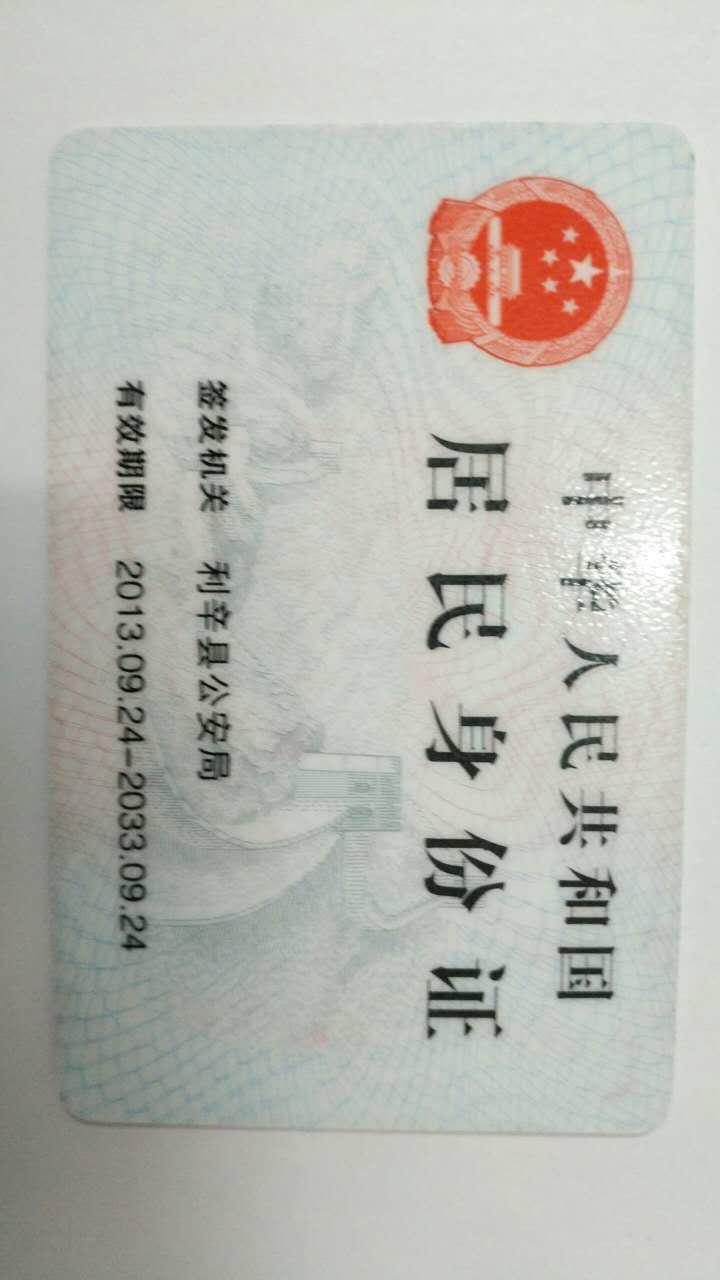 中华人民共和国
居民身份证
签发机关 利辛县公安局
有效期限 2013.09.24-2033.09.24